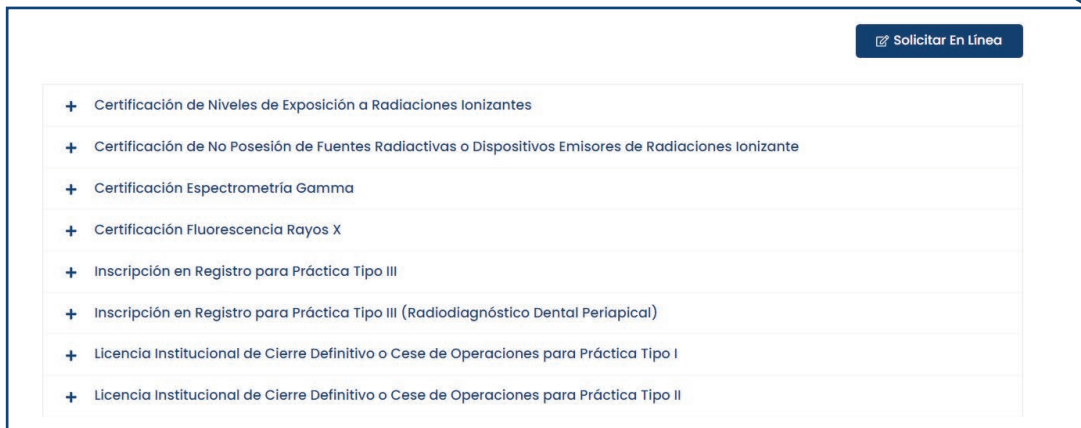 Solicitar En Línea
+ Certificación de Niveles de Exposición a Radiaciones Ionizantes
+ Certificación de No Posesión de Fuentes Radiactivas o Dispositivos Emisores de Radiaciones Ionizante
+ Certificación Espectrometría Gamma
+ Certificación Fluorescencia Rayos X
+ Inscripción en Registro para Práctica Tipo III
+ Inscripción en Registro para Práctica Tipo III (Radiodiagnóstico Dental Periapical)
+ Licencia Institucional de Cierre Definitivo o Cese de Operaciones para Práctica Tipo I
+ Licencia Institucional de Cierre Definitivo o Cese de Operaciones para Práctica Tipo II